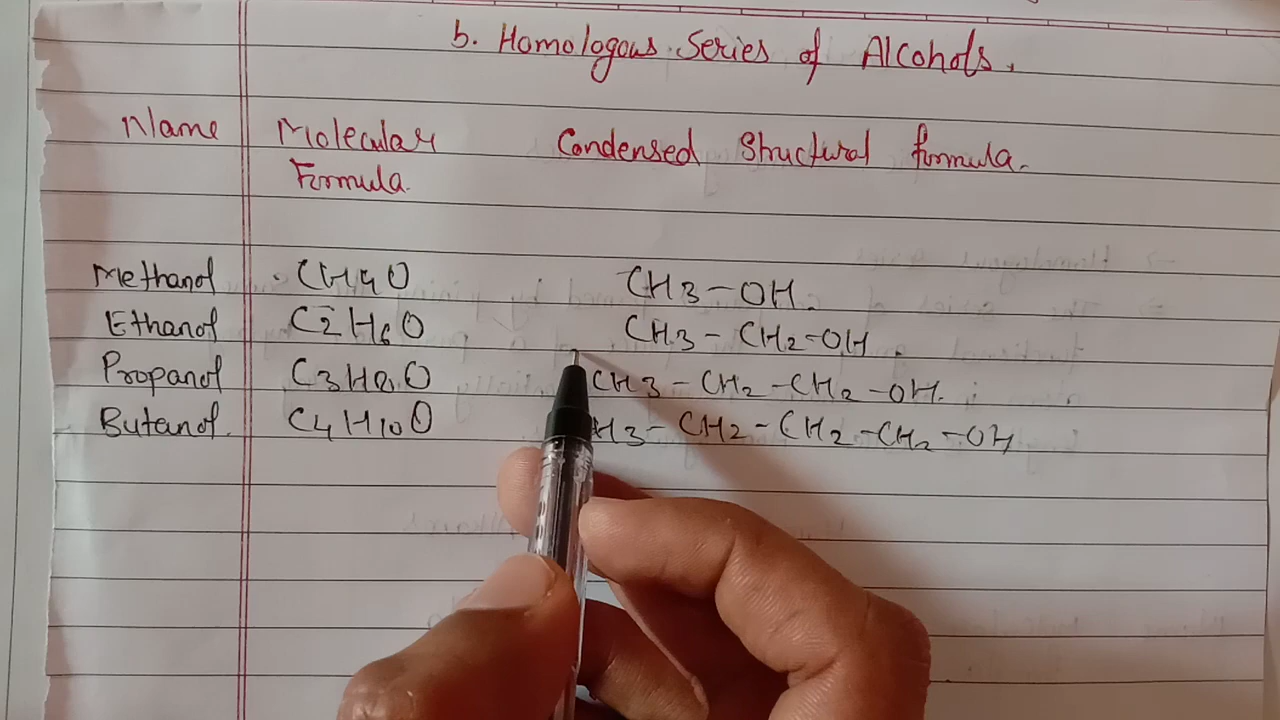 b. Homologous Series of Alcohols.
Name Molecular Formula. Condensed Structural formula.
Methanol CH4O CH3-OH.
Ethanol C2H6O CH3-CH2-OH.
Propanol C3H8O CH3-CH2-CH2-OH.
Butanol. C4H10O H3-CH2-CH2-CH2-OH